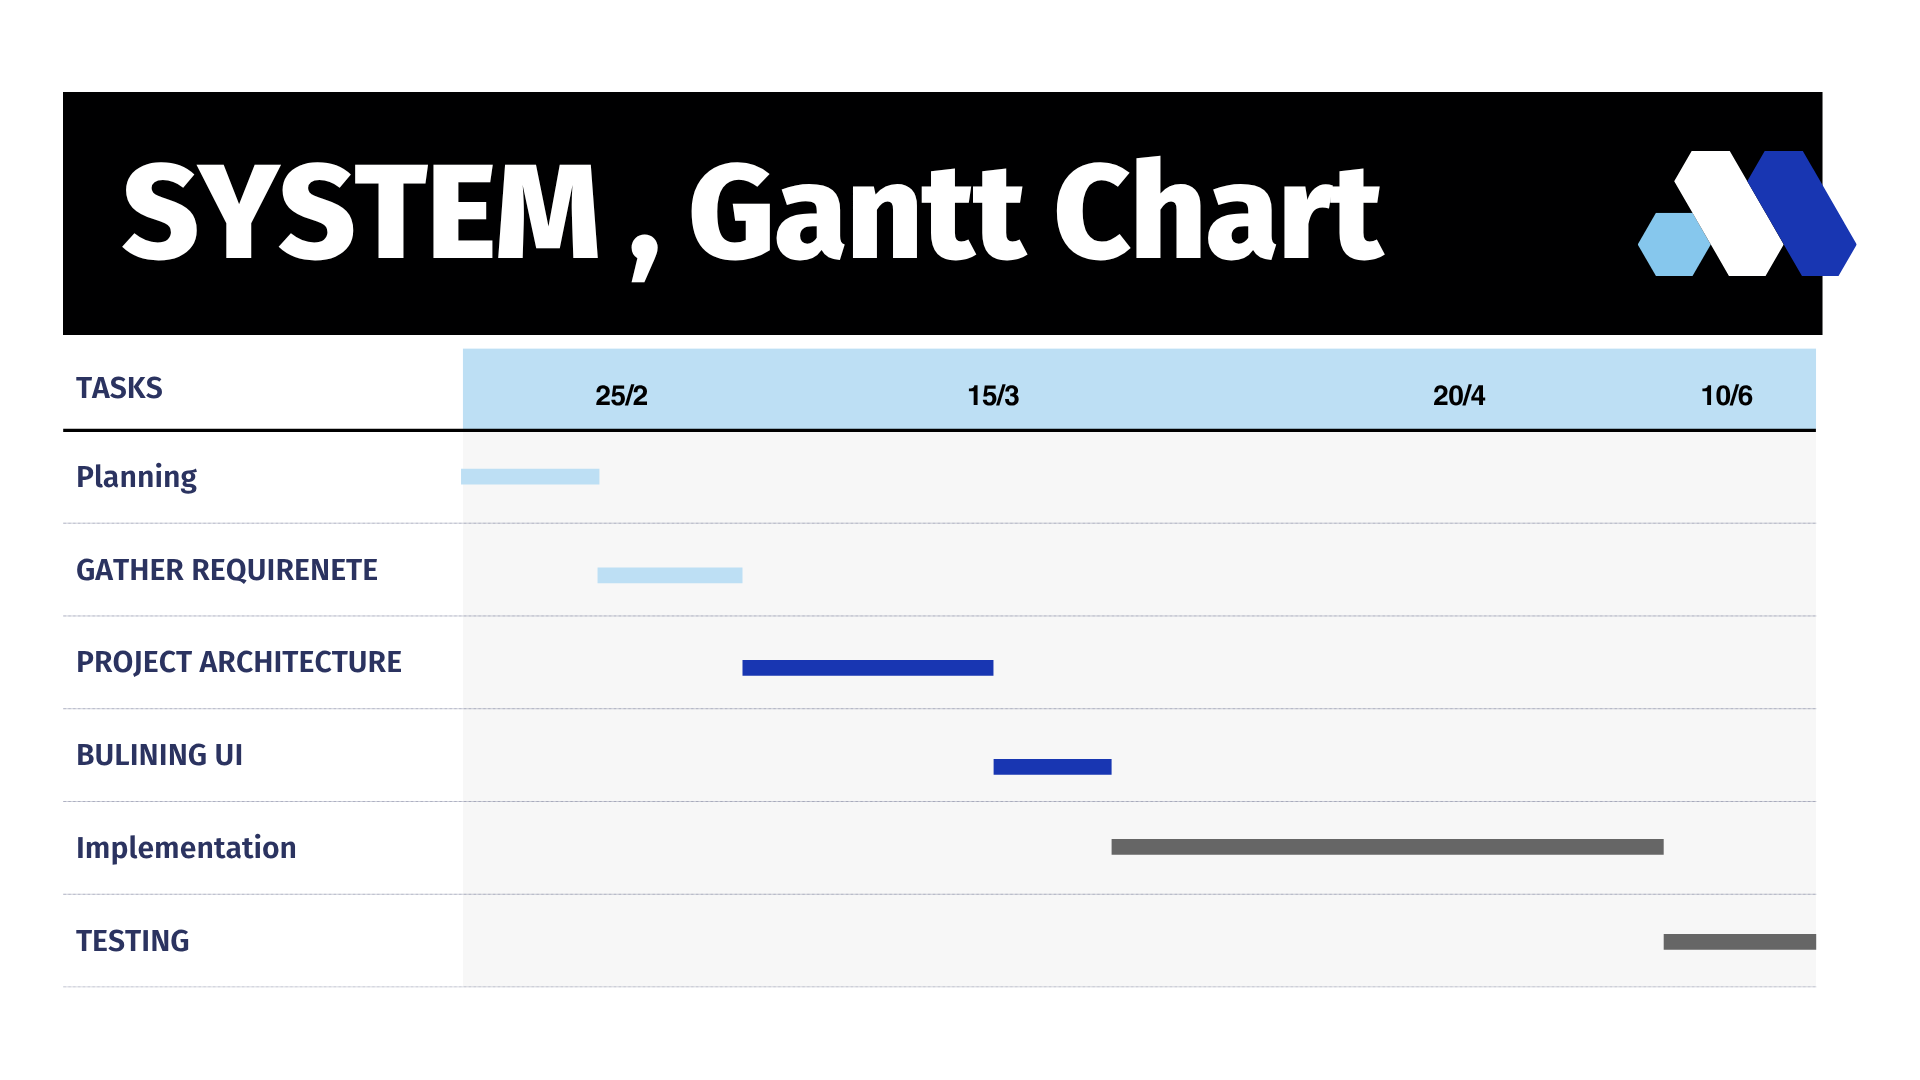 SYSTEM , Gantt Chart
TASKS 25/2 15/3 20/4 10/6
Planning
GATHER REQUIRENETE
PROJECT ARCHITECTURE
BULINING UI
Implementation
TESTING